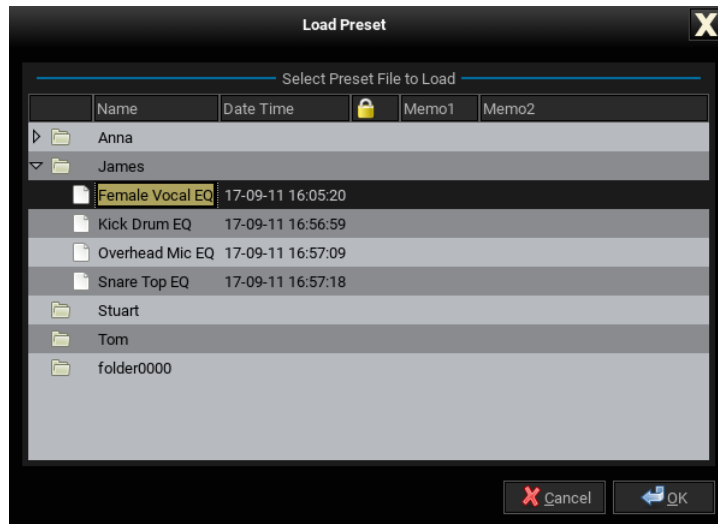 Load Preset
X
Select Preset File to Load
Name Date Time Memo1 Memo2
Anna
James
Female Vocal EQ 17-09-11 16:05:20
Kick Drum EQ 17-09-11 16:56:59
Overhead Mic EQ 17-09-11 16:57:09
Snare Top EQ 17-09-11 16:57:18
Stuart
Tom
folder0000
Cancel OK